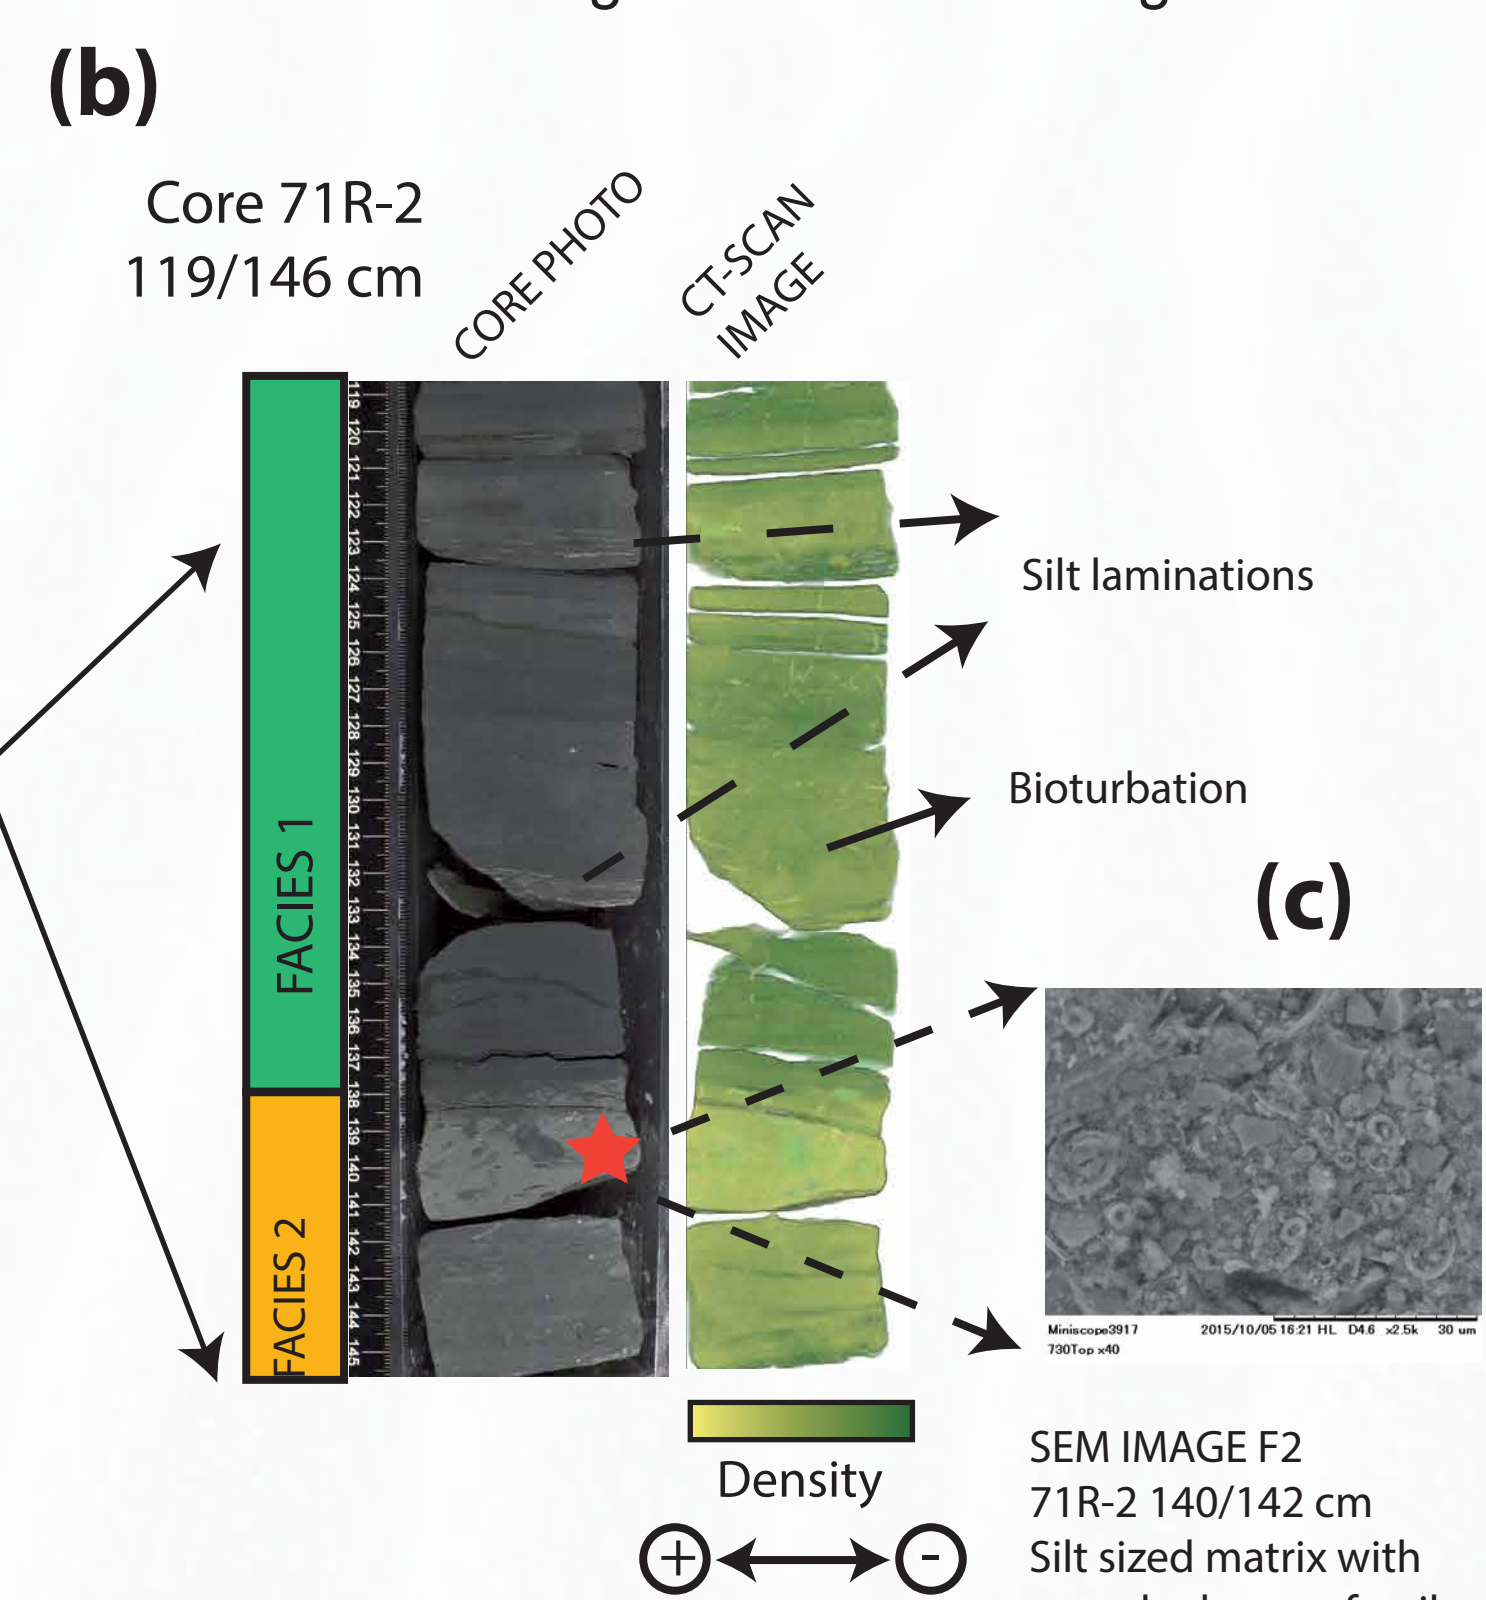 (b)
Core 71R-2
119/146 cm
CORE PHOTO
CT-SCAN
IMAGE
FACIES 1
FACIES 2
119
120
121
122
123
124
125
126
127
128
129
130
131
132
133
134
135
136
137
138
139
140
141
142
143
144
145
Silt laminations
Bioturbation
(c)
Miniscope3917
2015/10/05 16:21 HL D4.6 x2.5k 30 um
730Top x40
Density
+
-
SEM IMAGE F2
71R-2 140/142 cm
Silt sized matrix with